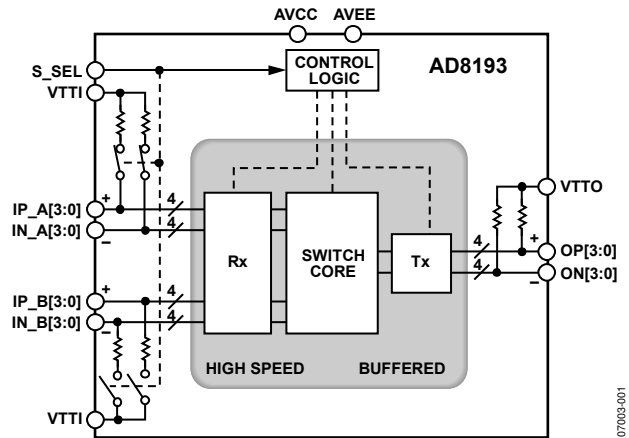 AVCC AVEE
S_SEL
CONTROL
LOGIC
AD8193
VTTI
VTTO
+
IP_A[3:0]
4
IN_A[3:0]
4
–
Rx
SWITCH
CORE
Tx
4
+
OP[3:0]
4
–
ON[3:0]
+
IP_B[3:0]
4
IN_B[3:0]
4
–
HIGH SPEED
BUFFERED
VTTI
07003-001